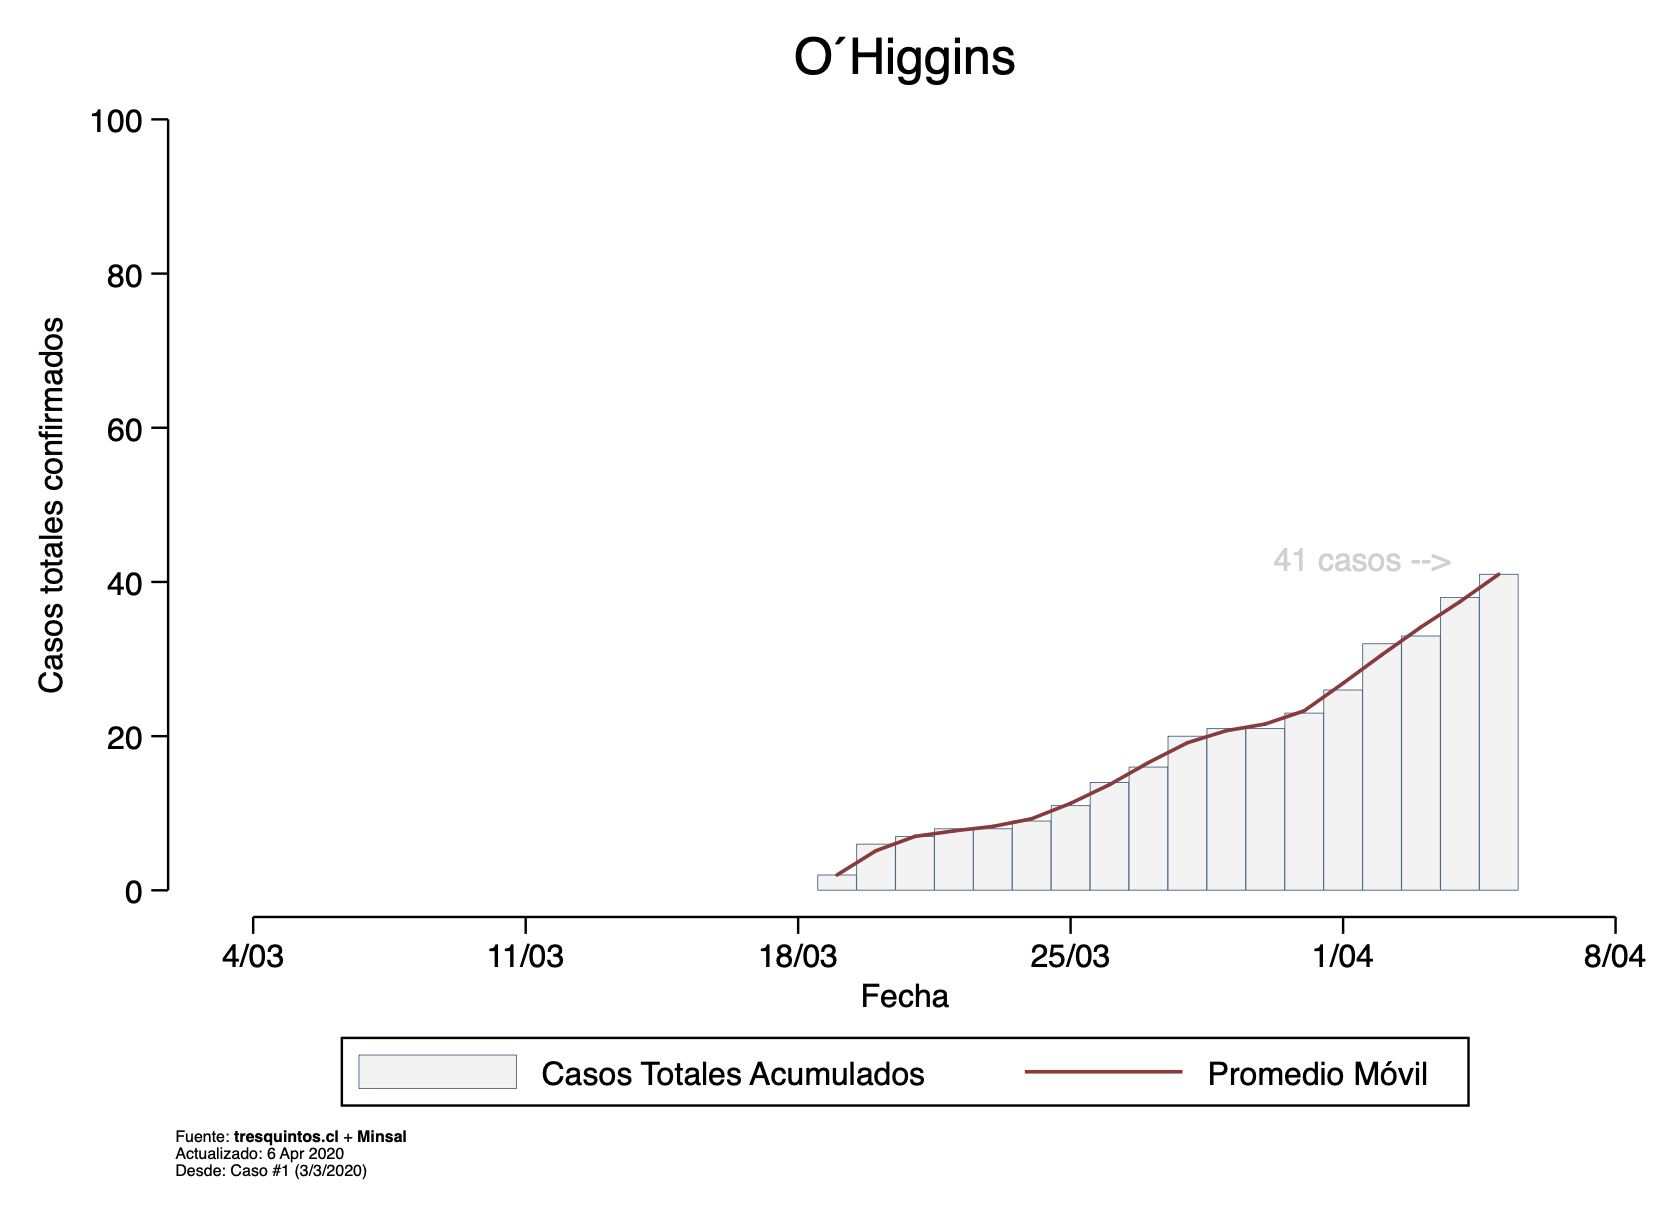 O´Higgins
100
80
60
40
20
0
Casos totales confirmados
41 casos -->
4/03 11/03 18/03 25/03 1/04 8/04
Fecha
Casos Totales Acumulados Promedio Móvil
Fuente: tresquintos.cl + Minsal
Actualizado: 6 Apr 2020
Desde: Caso #1 (3/3/2020)